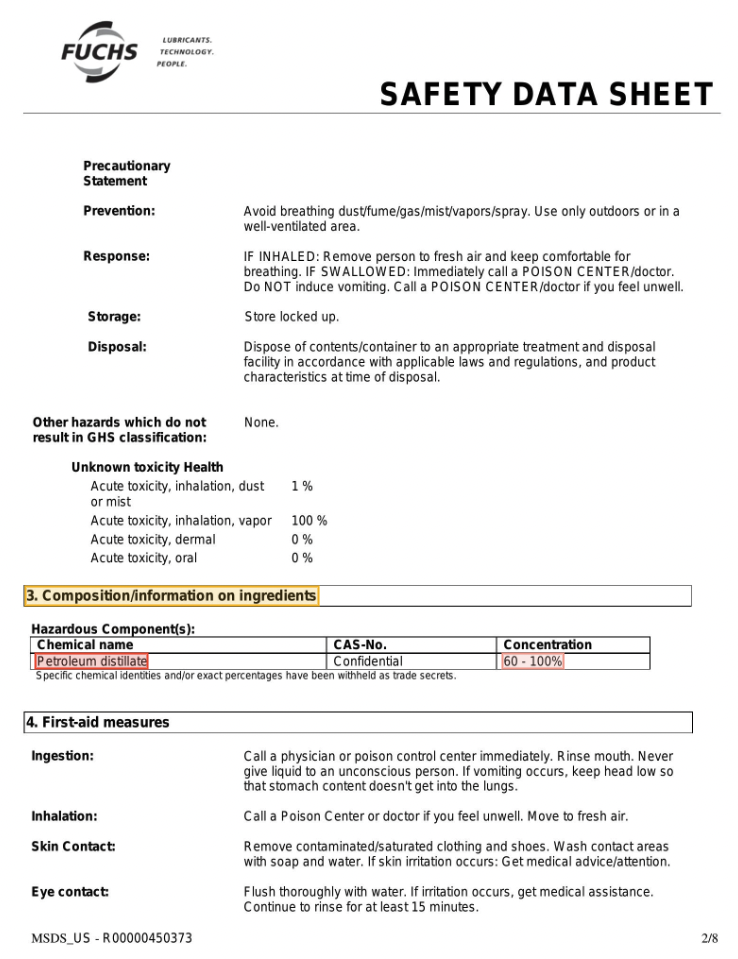 FUCHS
LUBRICANTS.
TECHNOLOGY.
PEOPLE.
SAFETY DATA SHEET
Precautionary
Statement
Prevention: Avoid breathing dust/fume/gas/mist/vapors/spray. Use only outdoors or in a
well-ventilated area.
Response: IF INHALED: Remove person to fresh air and keep comfortable for
breathing. IF SWALLOWED: Immediately call a POISON CENTER/doctor.
Do NOT induce vomiting. Call a POISON CENTER/doctor if you feel unwell.
Storage: Store locked up.
Disposal: Dispose of contents/container to an appropriate treatment and disposal
facility in accordance with applicable laws and regulations, and product
characteristics at time of disposal.
Other hazards which do not None.
result in GHS classification:
Unknown toxicity Health
Acute toxicity, inhalation, dust 1 %
or mist
Acute toxicity, inhalation, vapor 100 %
Acute toxicity, dermal 0 %
Acute toxicity, oral 0 %
3. Composition/information on ingredients
Hazardous Component(s):
Chemical name CAS-No. Concentration
Petroleum distillate Confidential 60 - 100%
Specific chemical identities and/or exact percentages have been withheld as trade secrets.
4. First-aid measures
Ingestion: Call a physician or poison control center immediately. Rinse mouth. Never
give liquid to an unconscious person. If vomiting occurs, keep head low so
that stomach content doesn't get into the lungs.
Inhalation: Call a Poison Center or doctor if you feel unwell. Move to fresh air.
Skin Contact: Remove contaminated/saturated clothing and shoes. Wash contact areas
with soap and water. If skin irritation occurs: Get medical advice/attention.
Eye contact: Flush thoroughly with water. If irritation occurs, get medical assistance.
Continue to rinse for at least 15 minutes.
MSDS_US - R00000450373 2/8